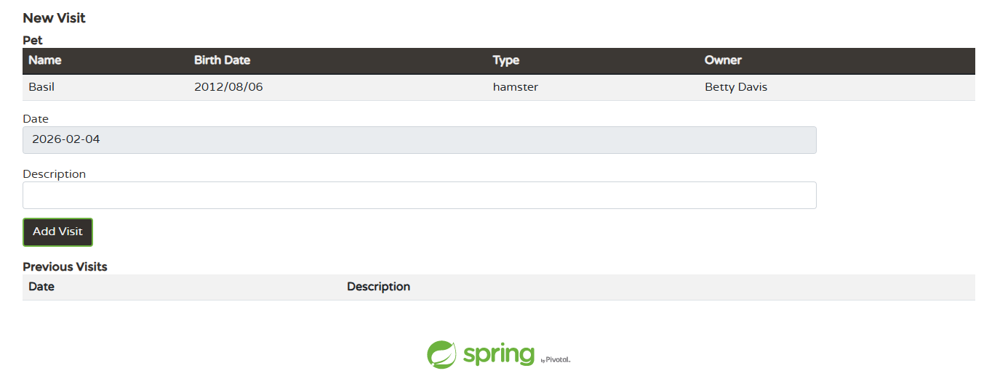 New Visit
Pet
Name Birth Date Type Owner
Basil 2012/08/06 hamster Betty Davis
Date
2026-02-04
Description
Add Visit
Previous Visits
Date Description
spring by Pivotal.